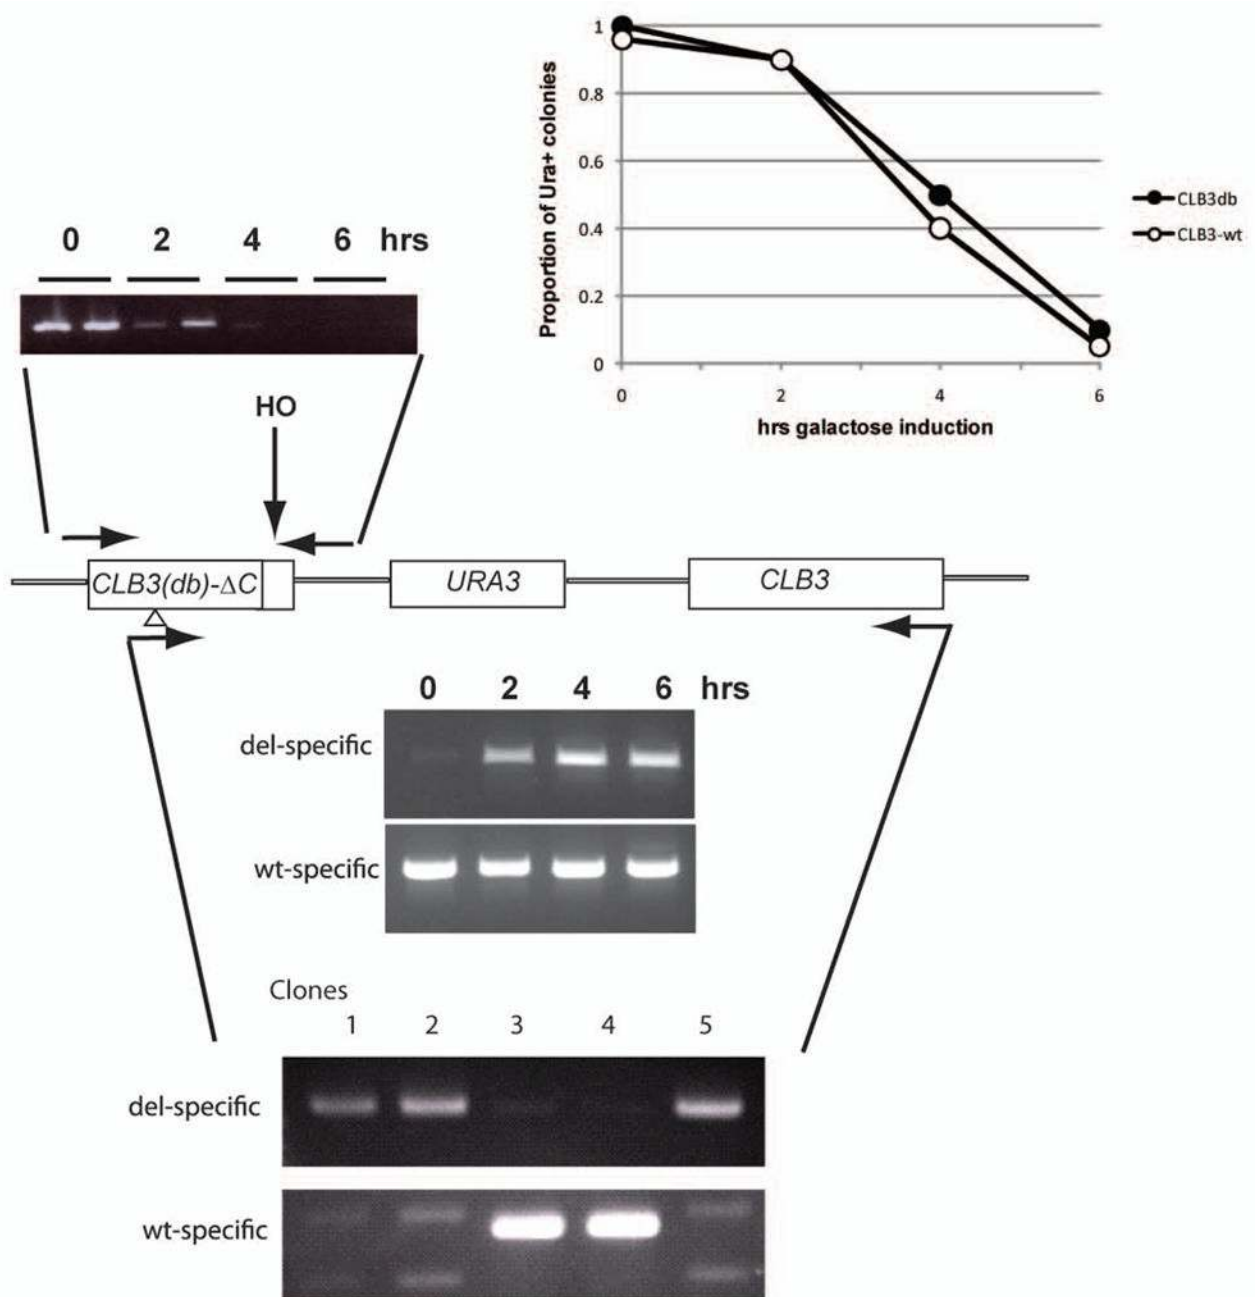 1
0.8
0.6
0.4
0.2
0
Proportion of Ura+ colonies
0 2 4 6
hrs galactose induction
CLB3db
CLB3-wt
0 2 4 6 hrs
HO
CLB3(db)-ΔC URA3 CLB3
0 2 4 6 hrs
del-specific
wt-specific
Clones
1 2 3 4 5
del-specific
wt-specific